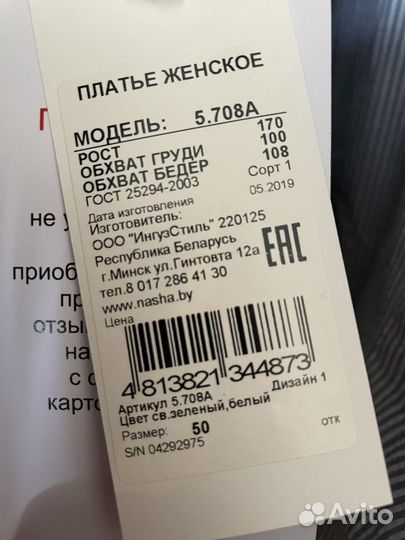 ПЛАТЬЕ ЖЕНСКОЕ
МОДЕЛЬ: 5.708А
РОСТ 170
ОБХВАТ ГРУДИ 100
ОБХВАТ БЕДЕР 108
ГОСТ 25294-2003 Сорт 1
Дата изготовления 05.2019
Изготовитель:
ООО "ИнгузСтиль" 220125
Республика Беларусь
г.Минск ул.Гинтовта 12а
тел.8 017 286 41 30
www.nasha.by
EAC
Цена
4 813821 344873
Артикул 5.708А Дизайн 1
Цвет св.зеленый,белый
Размер: 50
S/N 04292975 отк
не у
приоб
пр
отзы
на
с с
карто
Avito